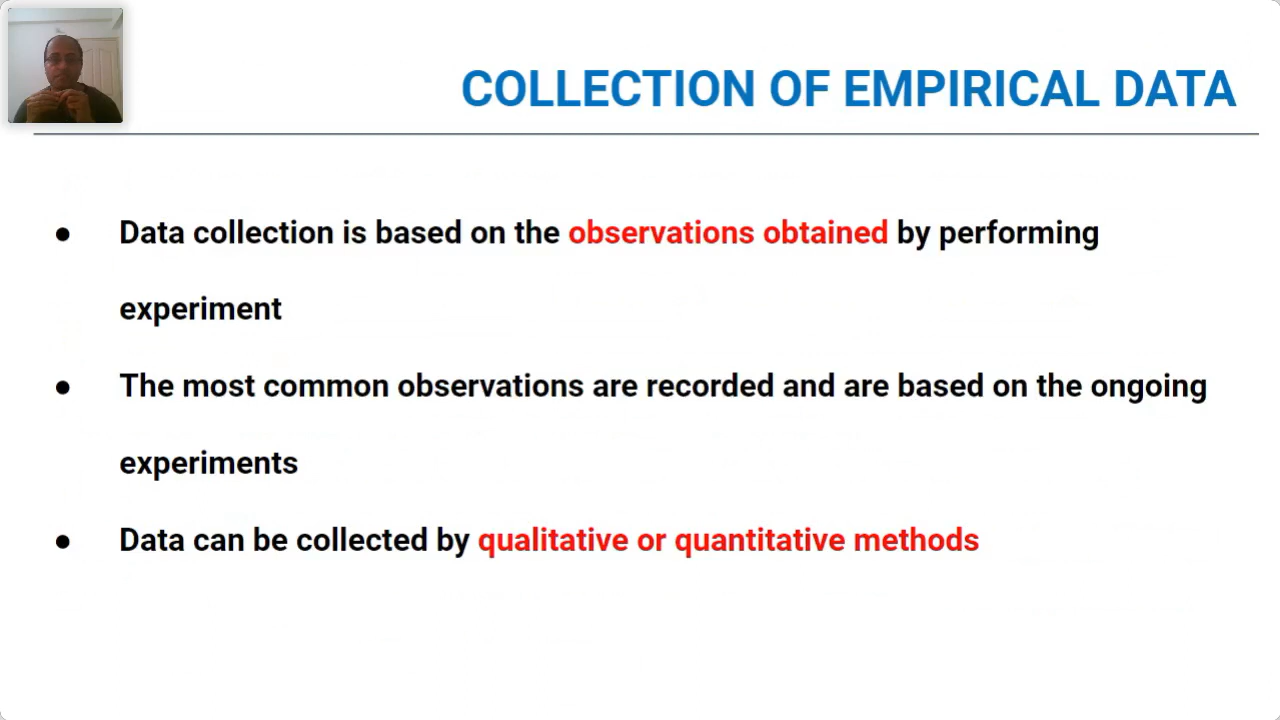 COLLECTION OF EMPIRICAL DATA
● Data collection is based on the observations obtained by performing
experiment
● The most common observations are recorded and are based on the ongoing
experiments
● Data can be collected by qualitative or quantitative methods